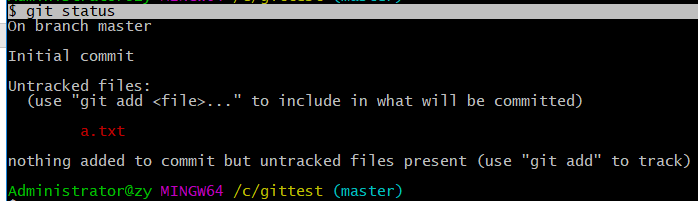 $ git status
On branch master
Initial commit
Untracked files:
(use "git add <file>..." to include in what will be committed)
a.txt
nothing added to commit but untracked files present (use "git add" to track)
Administrator@zy MINGW64 /c/gittest (master)